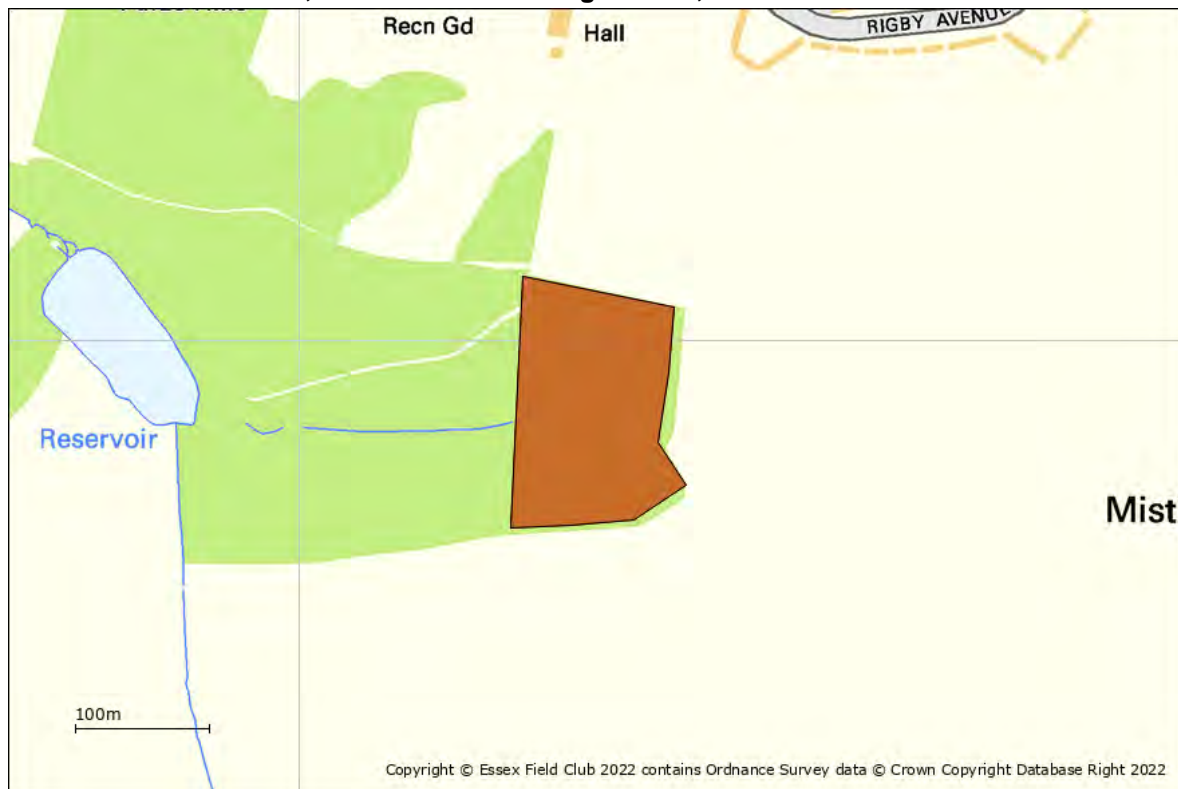 Recn Gd
Hall
RIGBY AVENUE
Reservoir
Mist
100m
Copyright © Essex Field Club 2022 contains Ordnance Survey data © Crown Copyright Database Right 2022